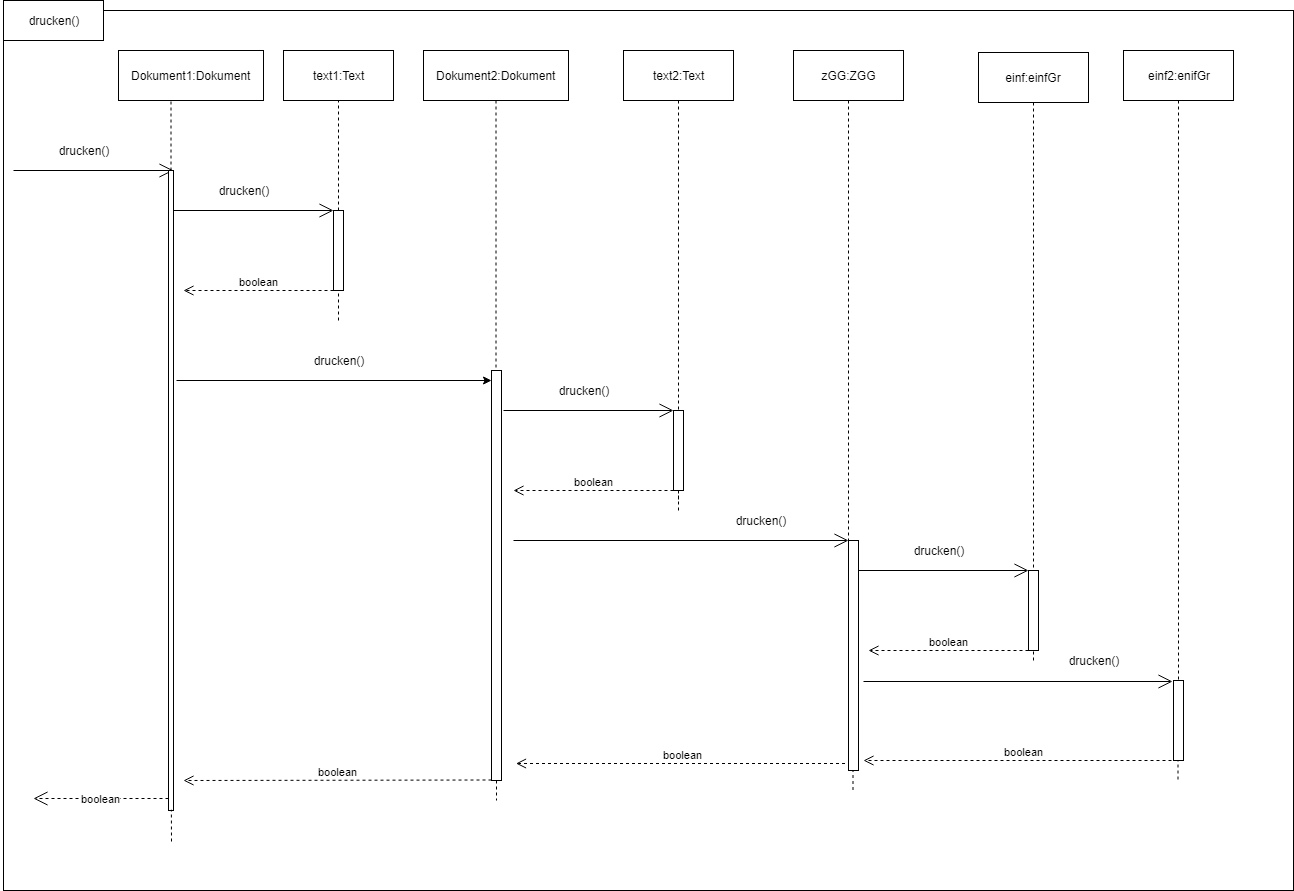 drucken()
Dokument1:Dokument
text1:Text
Dokument2:Dokument
text2:Text
zGG:ZGG
einf:einfGr
einf2:enifGr
drucken()
drucken()
boolean
drucken()
drucken()
boolean
drucken()
drucken()
boolean
drucken()
boolean
boolean
boolean
boolean